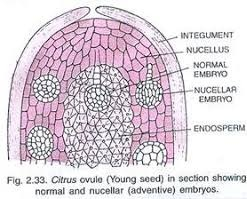 INTEGUMENT
NUCELLUS
NORMAL
EMBRYO
NUCELLAR
EMBRYO
ENDOSPERM
Fig. 2.33. Citrus ovule (Young seed) in section showing
normal and nucellar (adventive) embryos.